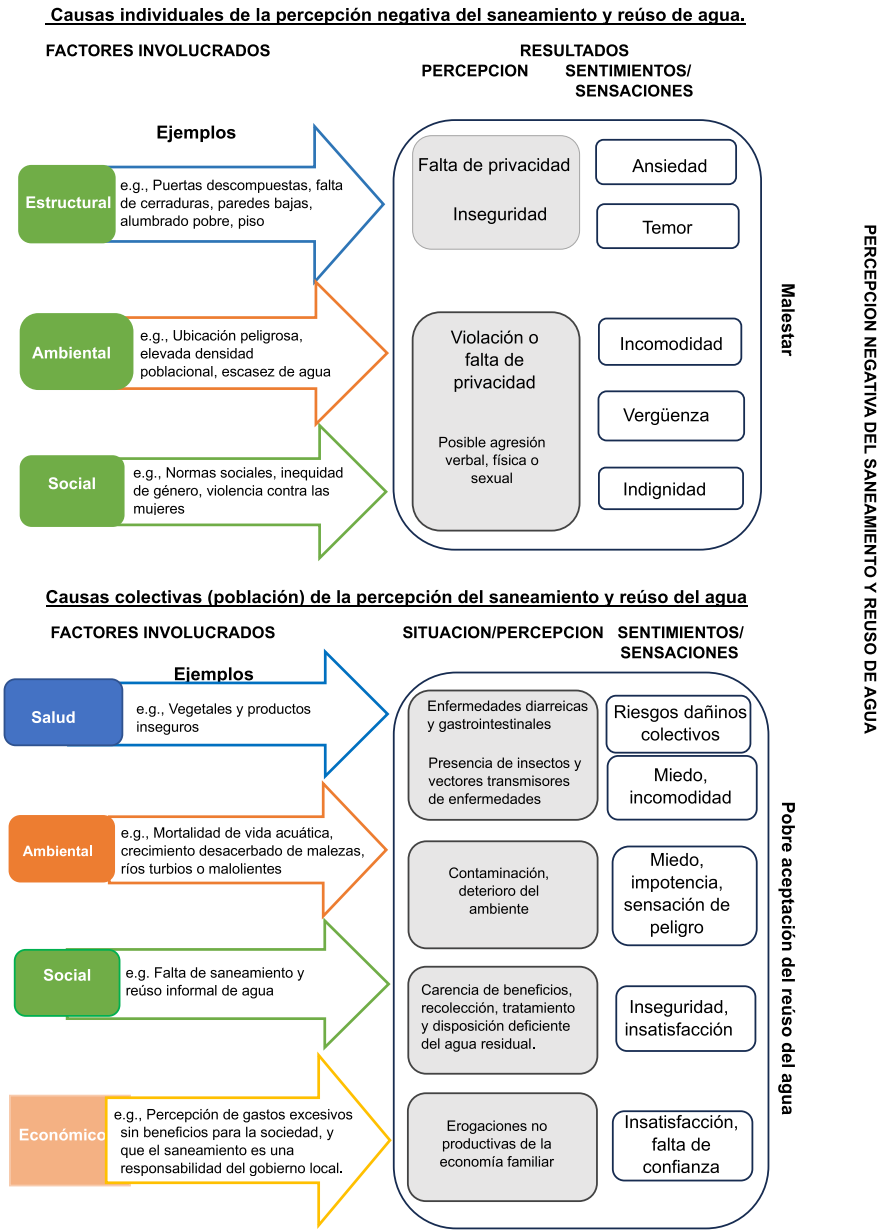 Causas individuales de la percepción negativa del saneamiento y reúso de agua.
FACTORES INVOLUCRADOS
RESULTADOS
PERCEPCION
SENTIMIENTOS/
SENSACIONES
Ejemplos
Estructural
e.g., Puertas descompuestas, falta
de cerraduras, paredes bajas,
alumbrado pobre, piso
Falta de privacidad
Inseguridad
Ansiedad
Temor
Ambiental
e.g., Ubicación peligrosa,
elevada densidad
poblacional, escasez de agua
Violación o
falta de
privacidad
Posible agresión
verbal, física o
sexual
Incomodidad
Vergüenza
Indignidad
Social
e.g., Normas sociales, inequidad
de género, violencia contra las
mujeres
Malestar
PERCEPCION NEGATIVA DEL SANEAMIENTO Y REUSO DE AGUA
Causas colectivas (población) de la percepción del saneamiento y reúso del agua
FACTORES INVOLUCRADOS
SITUACION/PERCEPCION
SENTIMIENTOS/
SENSACIONES
Ejemplos
Salud
e.g., Vegetales y productos
inseguros
Enfermedades diarreicas
y gastrointestinales
Presencia de insectos y
vectores transmisores
de enfermedades
Riesgos dañinos
colectivos
Miedo,
incomodidad
Ambiental
e.g., Mortalidad de vida acuática,
crecimiento desacerbado de malezas,
ríos turbios o malolientes
Contaminación,
deterioro del
ambiente
Miedo,
impotencia,
sensación de
peligro
Social
e.g. Falta de saneamiento y
reúso informal de agua
Carencia de beneficios,
recolección, tratamiento
y disposición deficiente
del agua residual.
Inseguridad,
insatisfacción
Económico
e.g., Percepción de gastos excesivos
sin beneficios para la sociedad, y
que el saneamiento es una
responsabilidad del gobierno local.
Erogaciones no
productivas de la
economía familiar
Insatisfacción,
falta de
confianza
Pobre aceptación del reúso del agua